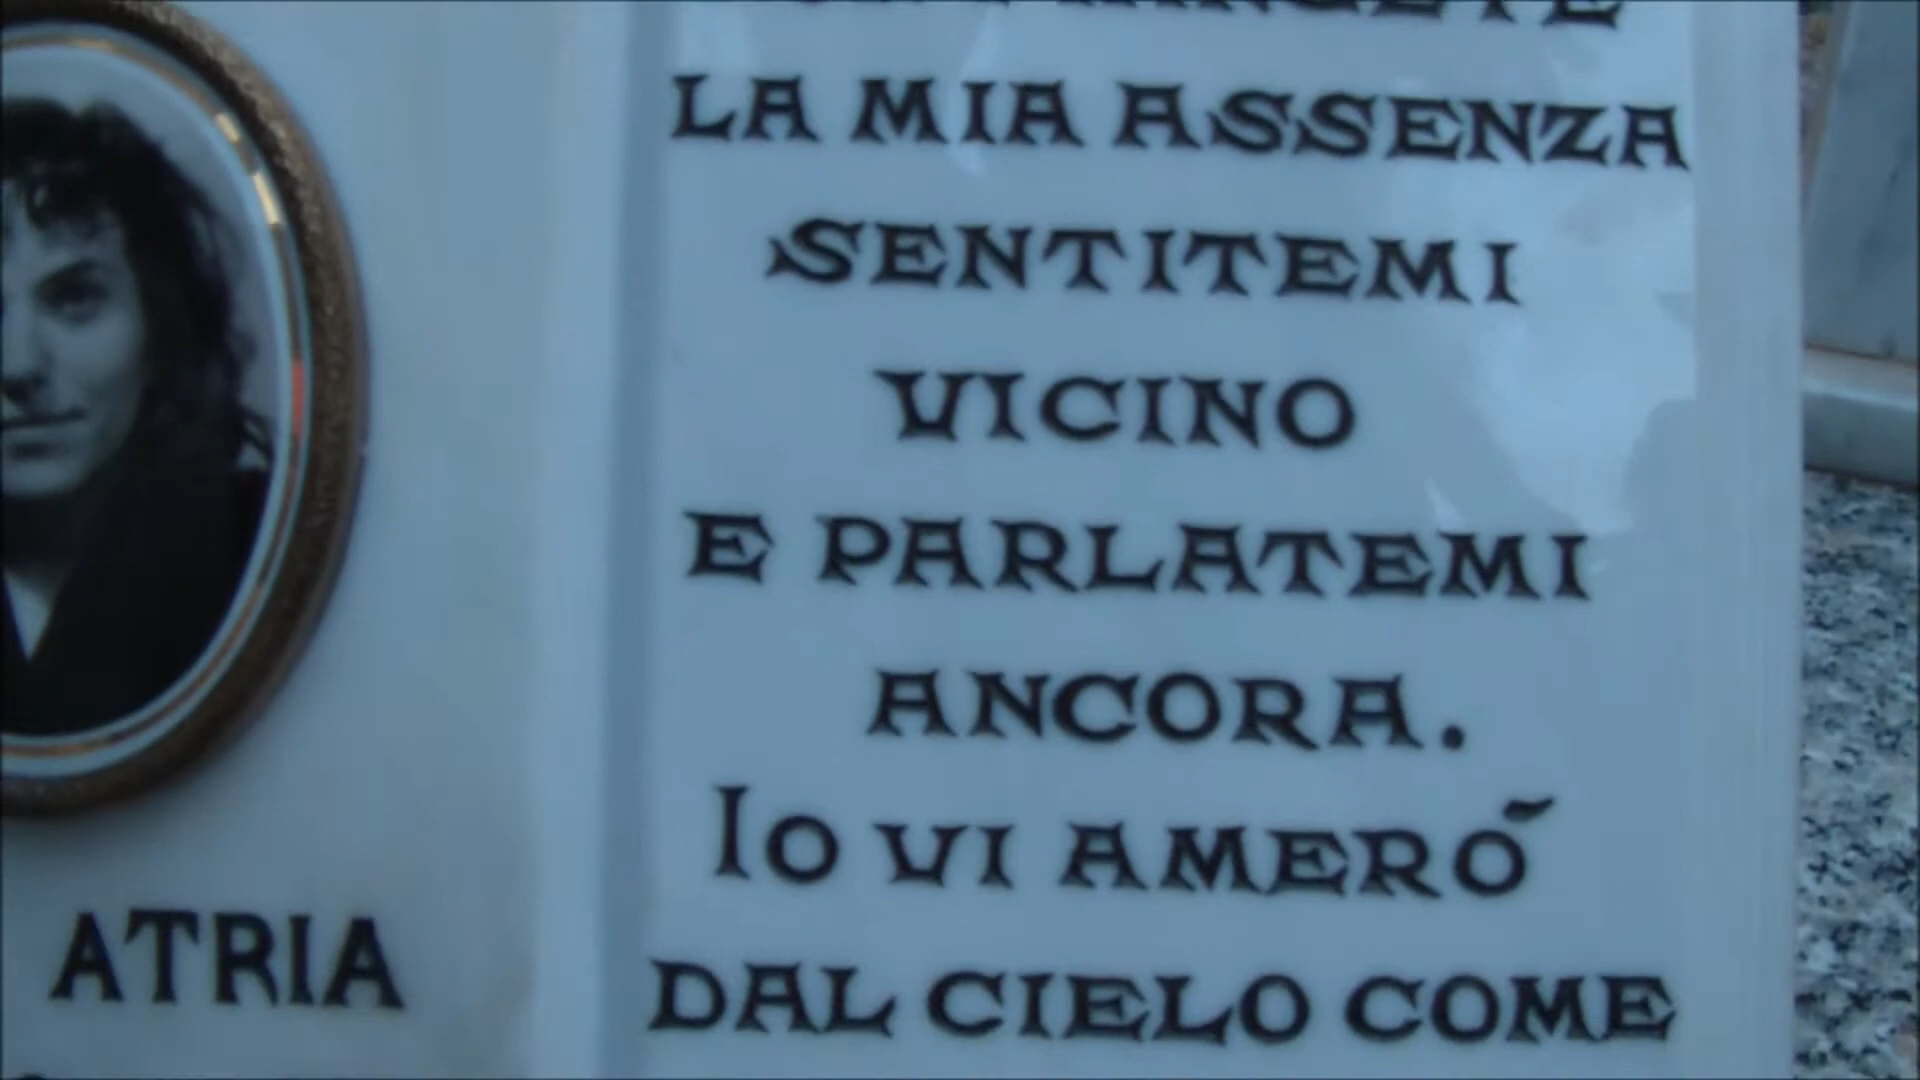 LA MIA ASSENZA
SENTITEMI
VICINO
E PARLATEMI
ANCORA.
Io VI AMERÓ
DAL CIELO COME
ATRIA